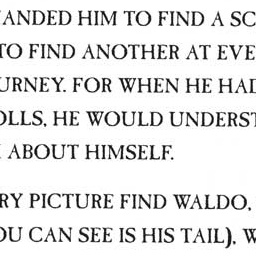 ANDED HIM TO FIND A SC
TO FIND ANOTHER AT EVE
URNEY. FOR WHEN HE HAD
OLLS, HE WOULD UNDERST
ABOUT HIMSELF.
RY PICTURE FIND WALDO,
OU CAN SEE IS HIS TAIL), W